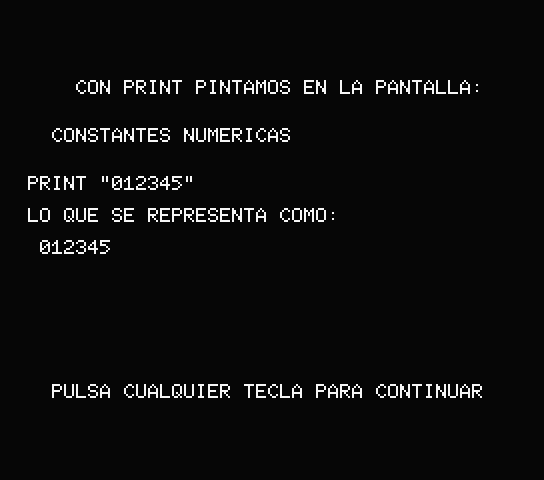 CON PRINT PINTAMOS EN LA PANTALLA:
CONSTANTES NUMERICAS
PRINT "012345"
LO QUE SE REPRESENTA COMO:
012345
PULSA CUALQUIER TECLA PARA CONTINUAR